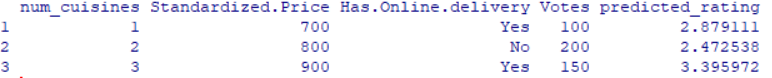 num_cuisines Standardized.Price Has.Online.delivery Votes predicted_rating
1 1 700 Yes 100 2.879111
2 2 800 No 200 2.472538
3 3 900 Yes 150 3.395972